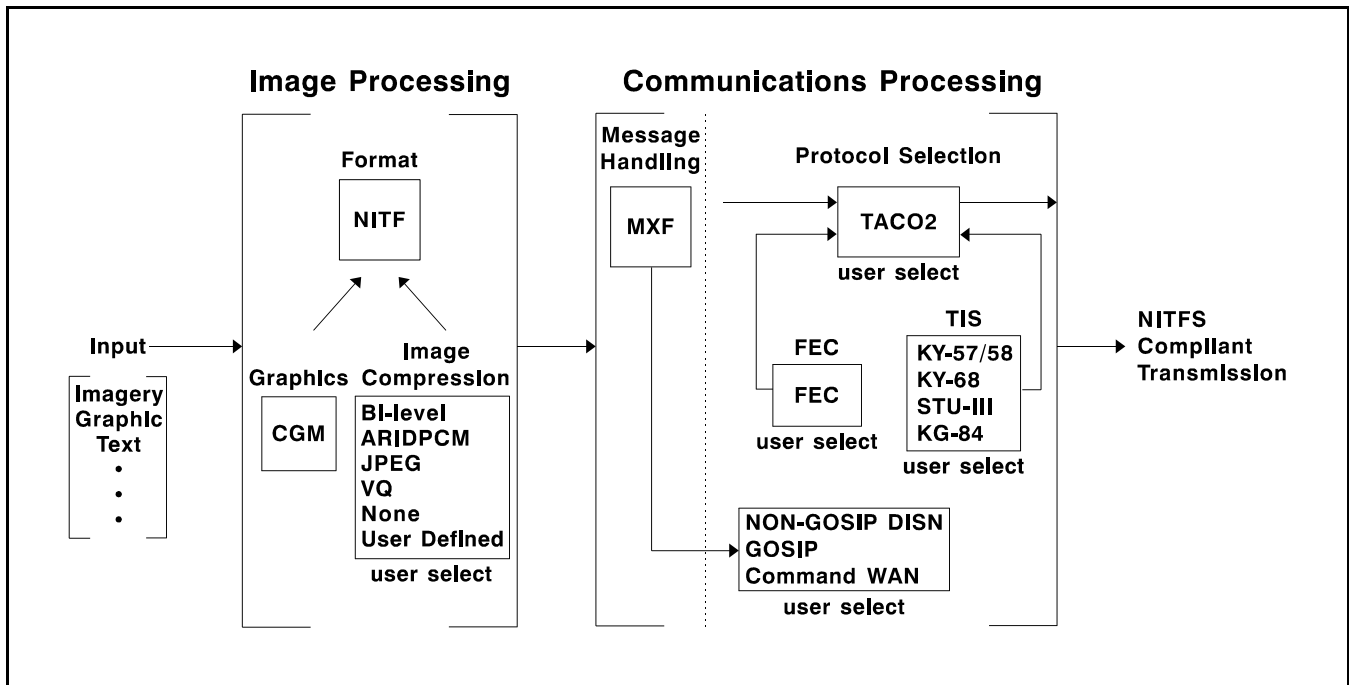 Image Processing
Communications Processing
Format
NITF
Input
Imagery
Graphic
Text
Graphics
CGM
Image
Compression
Bi-level
ARIDPCM
JPEG
VQ
None
User Defined
user select
Message
Handling
MXF
Protocol Selection
TACO2
user select
FEC
FEC
user select
TIS
KY-57/58
KY-68
STU-III
KG-84
user select
NON-GOSIP DISN
GOSIP
Command WAN
user select
NITFS
Compliant
Transmission